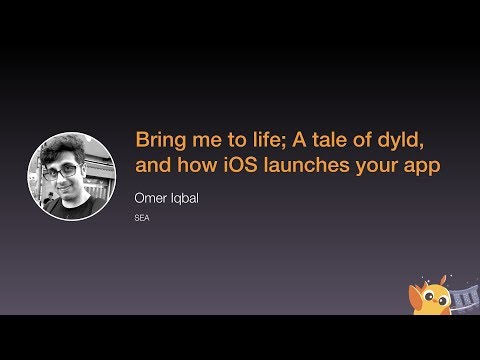 Bring me to life; A tale of dyld,
and how iOS launches your app
Omer Iqbal
SEA